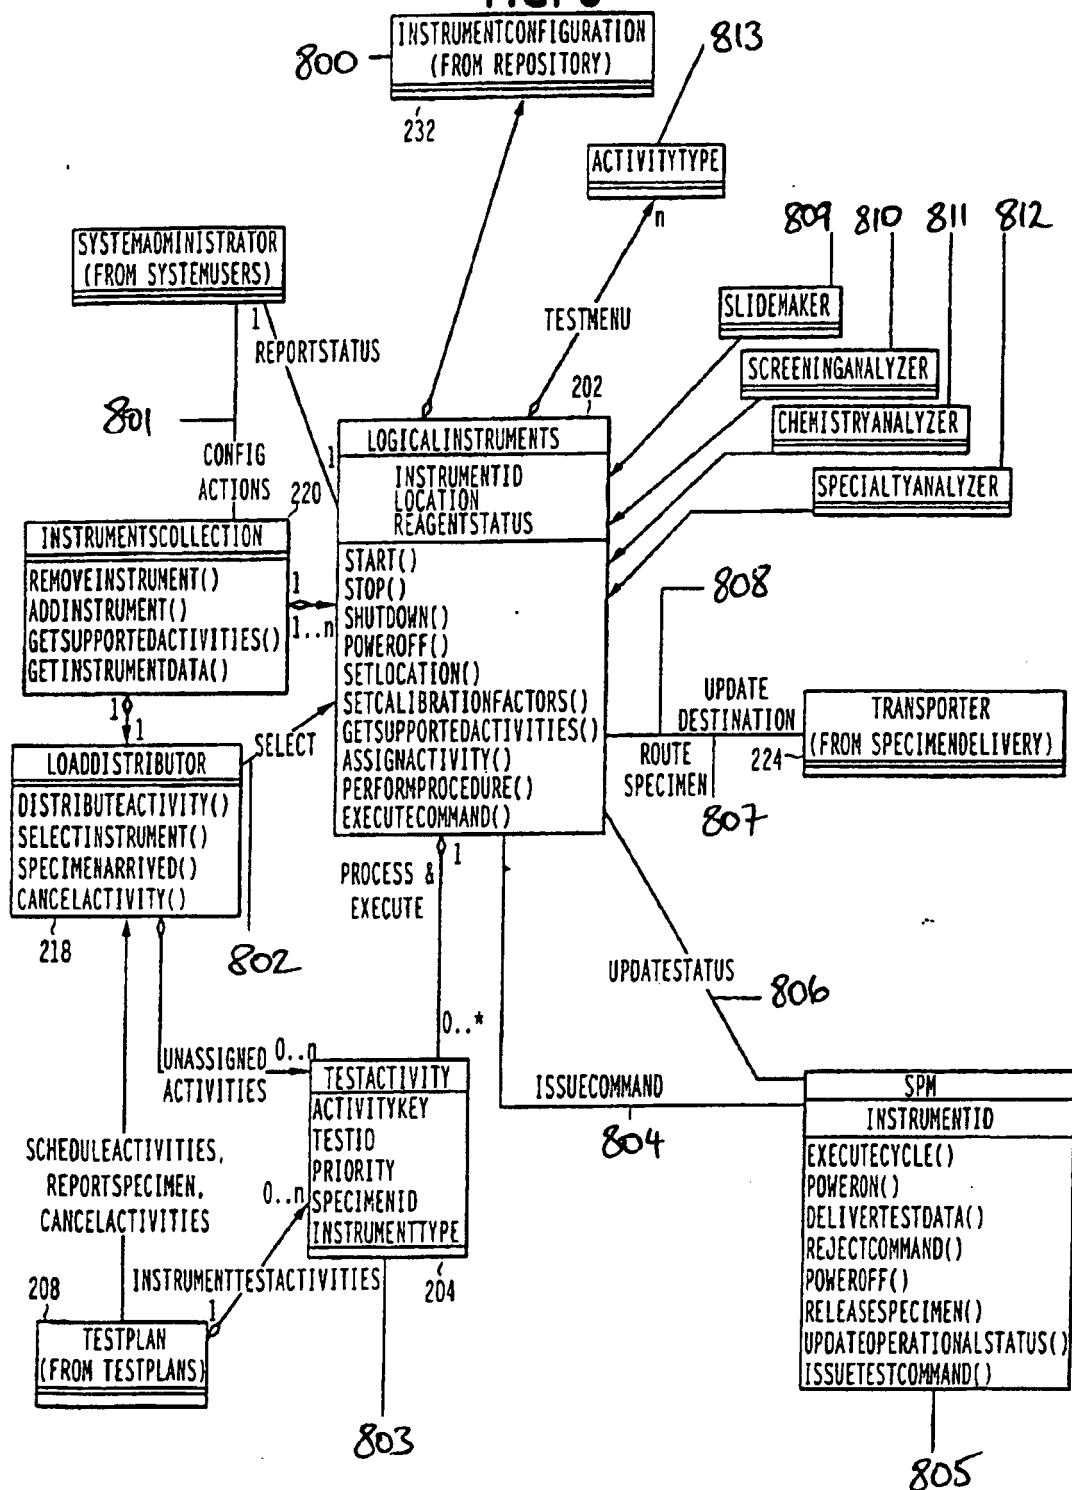 INSTRUMENTCONFIGURATION
(FROM REPOSITORY)
800
813
232
ACTIVITYTYPE
n
809 810 811 812
SYSTEMADMINISTRATOR
(FROM SYSTEMUSERS)
1
REPORTSTATUS
TESTMENU
SLIDEMAKER
SCREENINGANALYZER
CHEMISTRYANALYZER
SPECIALTYANALYZER
801
CONFIG
ACTIONS
220
202
1
LOGICALINSTRUMENTS
INSTRUMENTID
LOCATION
REAGENTSTATUS
START()
STOP()
SHUTDOWN()
POWEROFF()
SETLOCATION()
SETCALIBRATIONFACTORS()
GETSUPPORTEDACTIVITIES()
ASSIGNACTIVITY()
PERFORMPROCEDURE()
EXECUTECOMMAND()
INSTRUMENTSCOLLECTION
REMOVEINSTRUMENT()
ADDINSTRUMENT()
GETSUPPORTEDACTIVITIES()
GETINSTRUMENTDATA()
1
1..n
808
UPDATE
DESTINATION
ROUTE
SPECIMEN
807
TRANSPORTER
(FROM SPECIMENDELIVERY)
224
1
1
SELECT
LOADDISTRIBUTOR
DISTRIBUTEACTIVITY()
SELECTINSTRUMENT()
SPECIMENARRIVED()
CANCELACTIVITY()
218
802
PROCESS &
EXECUTE
1
0..*
UPDATESTATUS
806
UNASSIGNED
ACTIVITIES
0..n
TESTACTIVITY
ACTIVITYKEY
TESTID
PRIORITY
SPECIMENID
INSTRUMENTTYPE
204
803
ISSUECOMMAND
804
SPM
INSTRUMENTID
EXECUTECYCLE()
POWERON()
DELIVERTESTDATA()
REJECTCOMMAND()
POWEROFF()
RELEASESPECIMEN()
UPDATEOPERATIONALSTATUS()
ISSUETESTCOMMAND()
805
SCHEDULEACTIVITIES,
REPORTSPECIMEN,
CANCELACTIVITIES
0..n
INSTRUMENTTESTACTIVITIES
1
208
TESTPLAN
(FROM TESTPLANS)